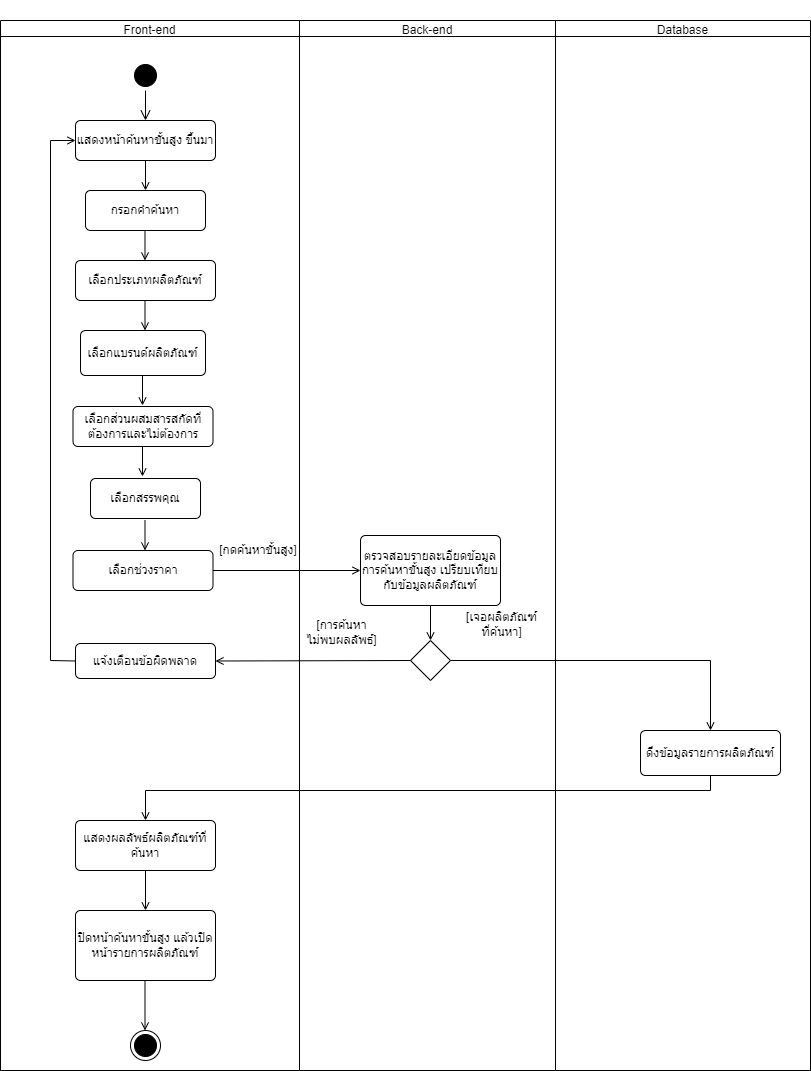 Front-end
Back-end
Database
แสดงหน้าค้นหาขั้นสูง ขึ้นมา
กรอกคำค้นหา
เลือกประเภทผลิตภัณฑ์
เลือกแบรนด์ผลิตภัณฑ์
เลือกส่วนผสมสารสกัดที่
ต้องการและไม่ต้องการ
เลือกสรรพคุณ
เลือกช่วงราคา
[กดค้นหาขั้นสูง]
ตรวจสอบรายละเอียดข้อมูล
การค้นหาขั้นสูง เปรียบเทียบ
กับข้อมูลผลิตภัณฑ์
[การค้นหา
ไม่พบผลลัพธ์]
[เจอผลิตภัณฑ์
ที่ค้นหา]
แจ้งเตือนข้อผิดพลาด
ดึงข้อมูลรายการผลิตภัณฑ์
แสดงผลลัพธ์ผลิตภัณฑ์ที่
ค้นหา
ปิดหน้าค้นหาขั้นสูง แล้วเปิด
หน้ารายการผลิตภัณฑ์